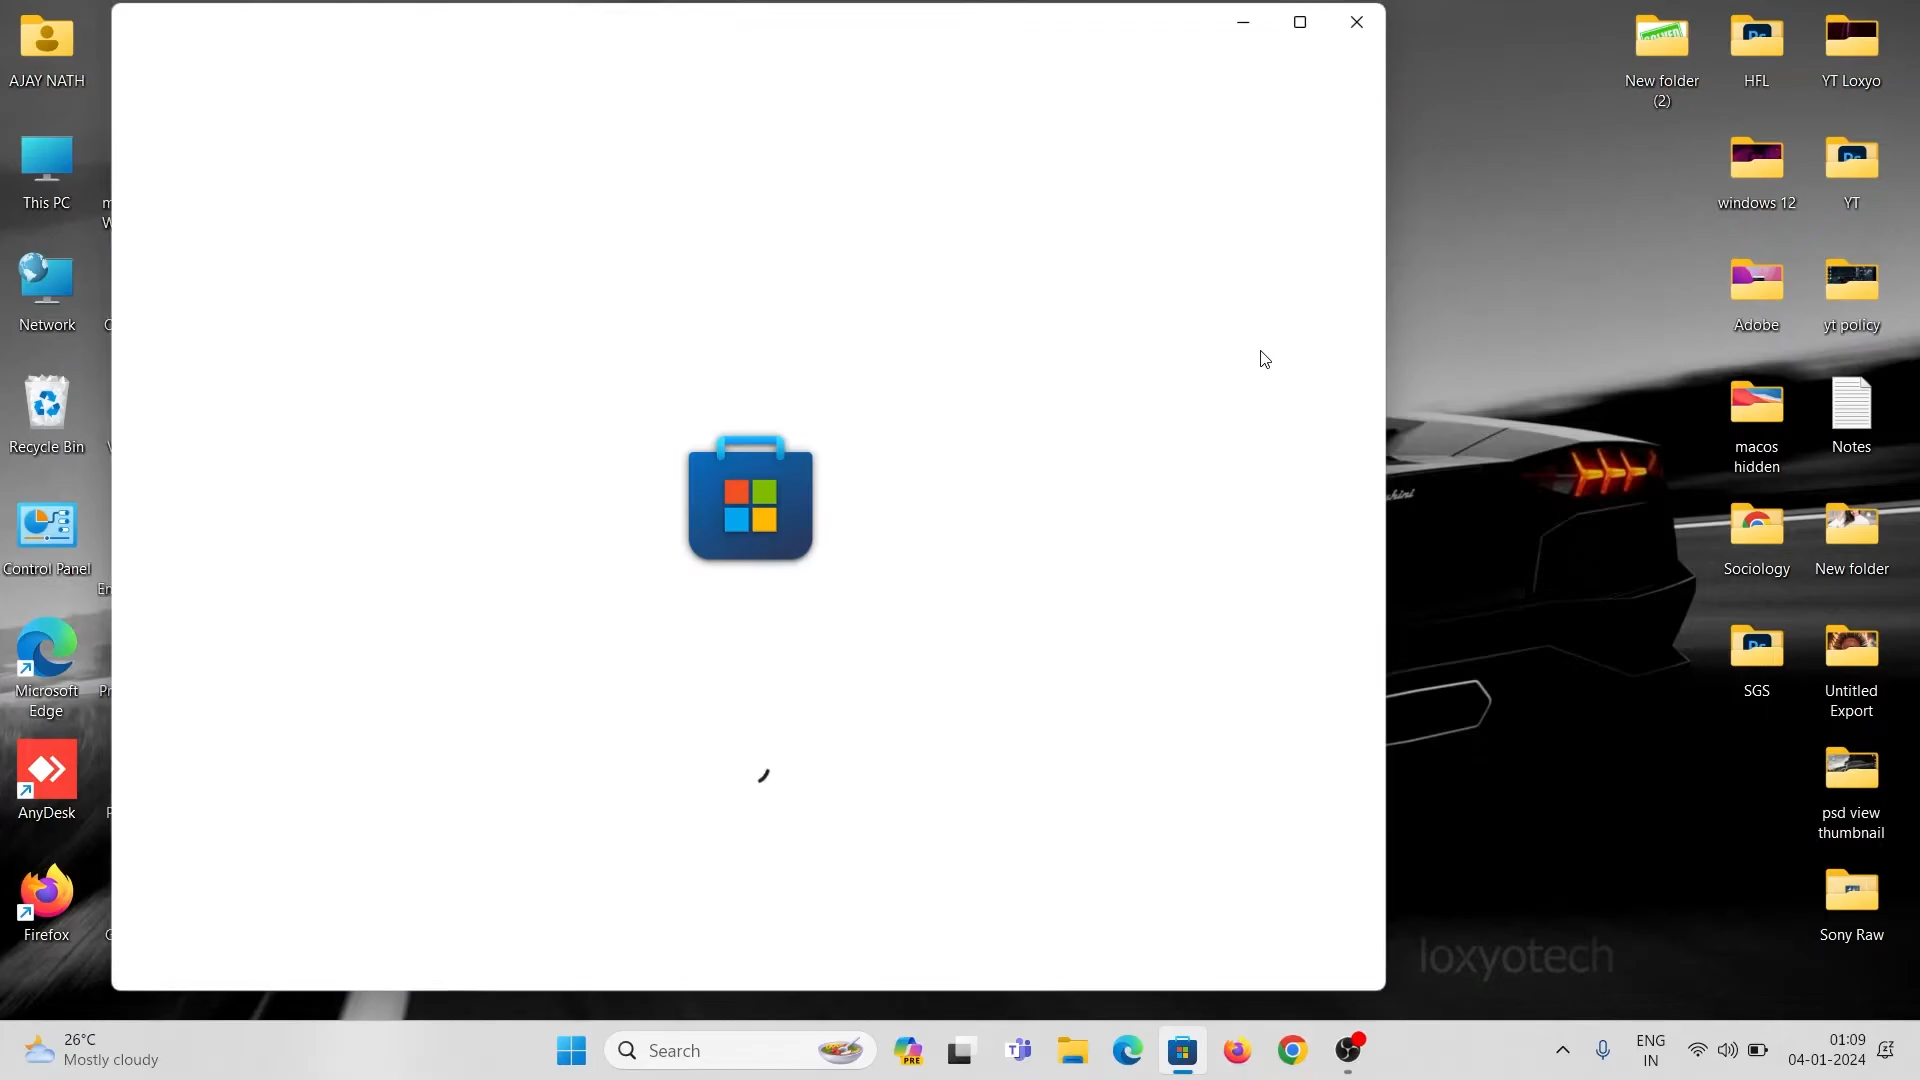 AJAY NATH
This PC
Network
Recycle Bin
Control Panel
Microsoft
Edge
AnyDesk
Firefox
New folder
(2)
HFL
YT Loxyo
windows 12
YT
Adobe
yt policy
macos
hidden
Notes
Sociology
New folder
SGS
Untitled
Export
psd view
thumbnail
Sony Raw
loxyotech
26°C
Mostly cloudy
Search
PRE
ENG
IN
01:09
04-01-2024